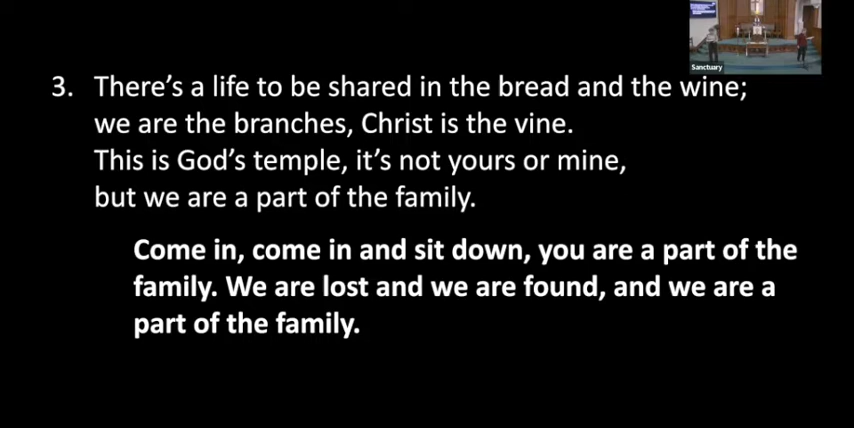 Sanctuary
3. There's a life to be shared in the bread and the wine;
we are the branches, Christ is the vine.
This is God's temple, it's not yours or mine,
but we are a part of the family.
Come in, come in and sit down, you are a part of the
family. We are lost and we are found, and we are a
part of the family.